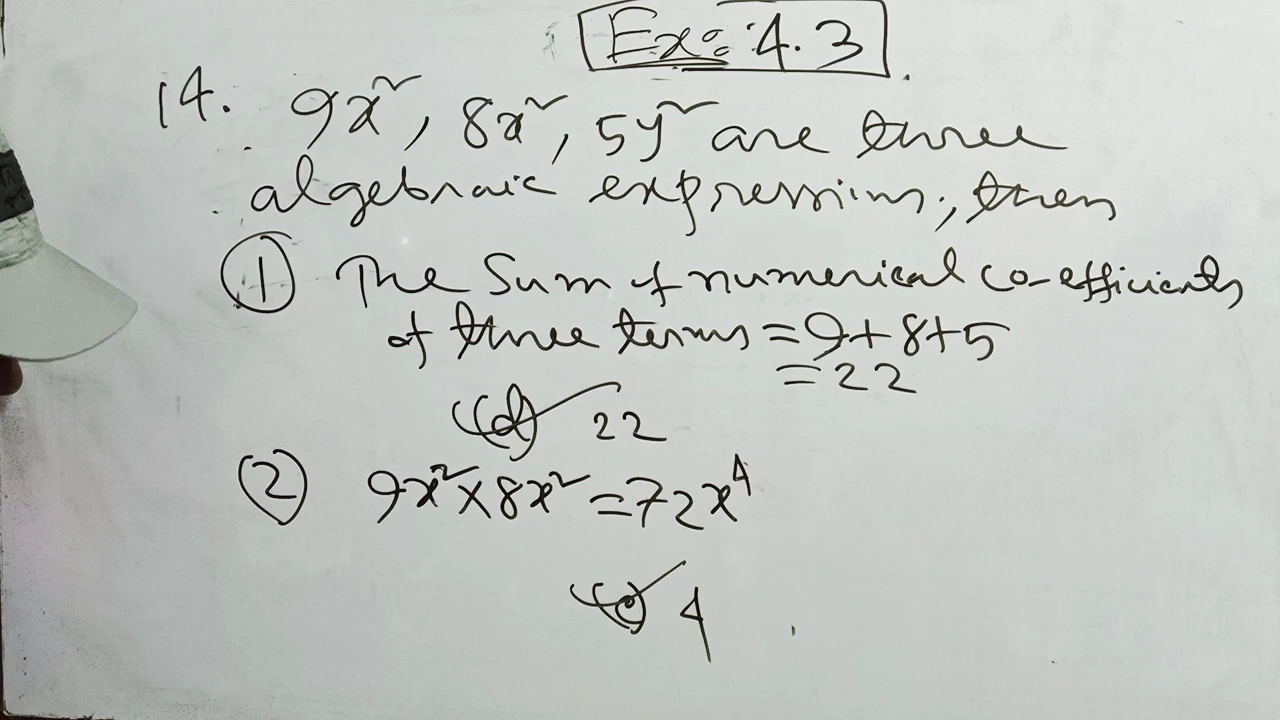 Ex: 4.3
14. 9x², 8x², 5y² are three
algebraic expressions, then
① The Sum of numerical co-efficients
of three terms = 9+8+5
= 22
(d) 22
② 9x² × 8x² = 72x⁴
(c) 4